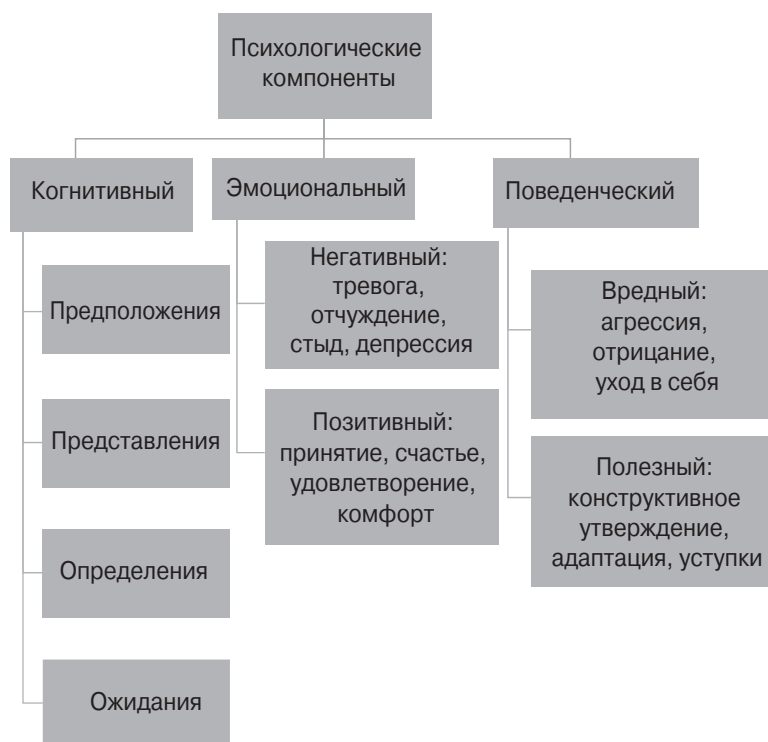 Психологические
компоненты
Когнитивный
Предположения
Представления
Определения
Ожидания
Эмоциональный
Негативный:
тревога,
отчуждение,
стыд, депрессия
Позитивный:
принятие, счастье,
удовлетворение,
комфорт
Поведенческий
Вредный:
агрессия,
отрицание,
уход в себя
Полезный:
конструктивное
утверждение,
адаптация, уступки